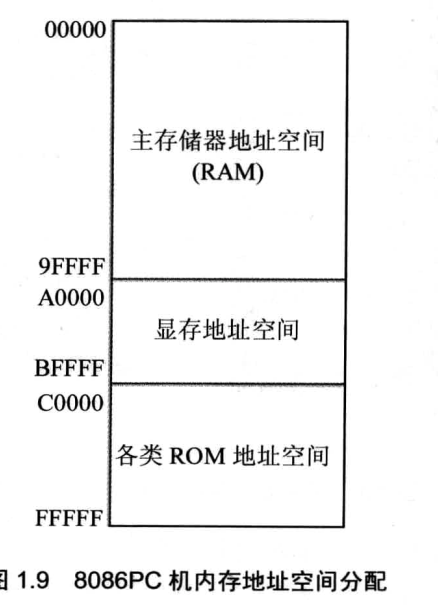 00000
主存储器地址空间
(RAM)
9FFFF
A0000
显存地址空间
BFFFF
C0000
各类 ROM 地址空间
FFFFF
图 1.9 8086PC 机内存地址空间分配